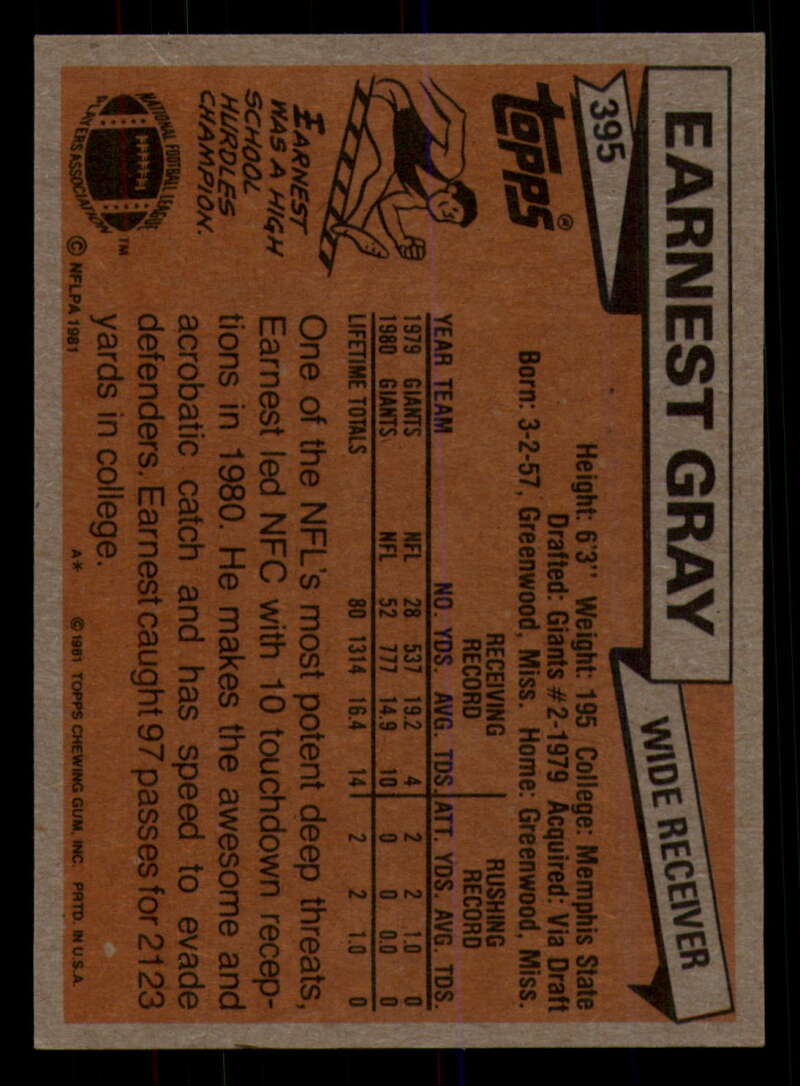 EARNEST GRAY
WIDE RECEIVER
395
topps®
Height: 6'3" Weight: 195 College: Memphis State
Drafted: Giants #2-1979 Acquired: Via Draft
Born: 3-2-57, Greenwood, Miss. Home: Greenwood, Miss.
RECEIVING RUSHING
RECORD RECORD
YEAR TEAM NO. YDS. AVG. TDS. ATT. YDS. AVG. TDS.
1979 GIANTS NFL 28 537 19.2 4 2 2 1.0 0
1980 GIANTS NFL 52 777 14.9 10 0 0 0.0 0
LIFETIME TOTALS 80 1314 16.4 14 2 2 1.0 0
EARNEST
WAS A HIGH
SCHOOL
HURDLES
CHAMPION.
One of the NFL's most potent deep threats,
Earnest led NFC with 10 touchdown recep-
tions in 1980. He makes the awesome and
acrobatic catch and has speed to evade
defenders. Earnest caught 97 passes for 2123
yards in college.
NATIONAL FOOTBALL LEAGUE
PLAYERS ASSOCIATION
TM
© NFLPA 1981
A* © 1981 TOPPS CHEWING GUM, INC. PRTD. IN U.S.A.